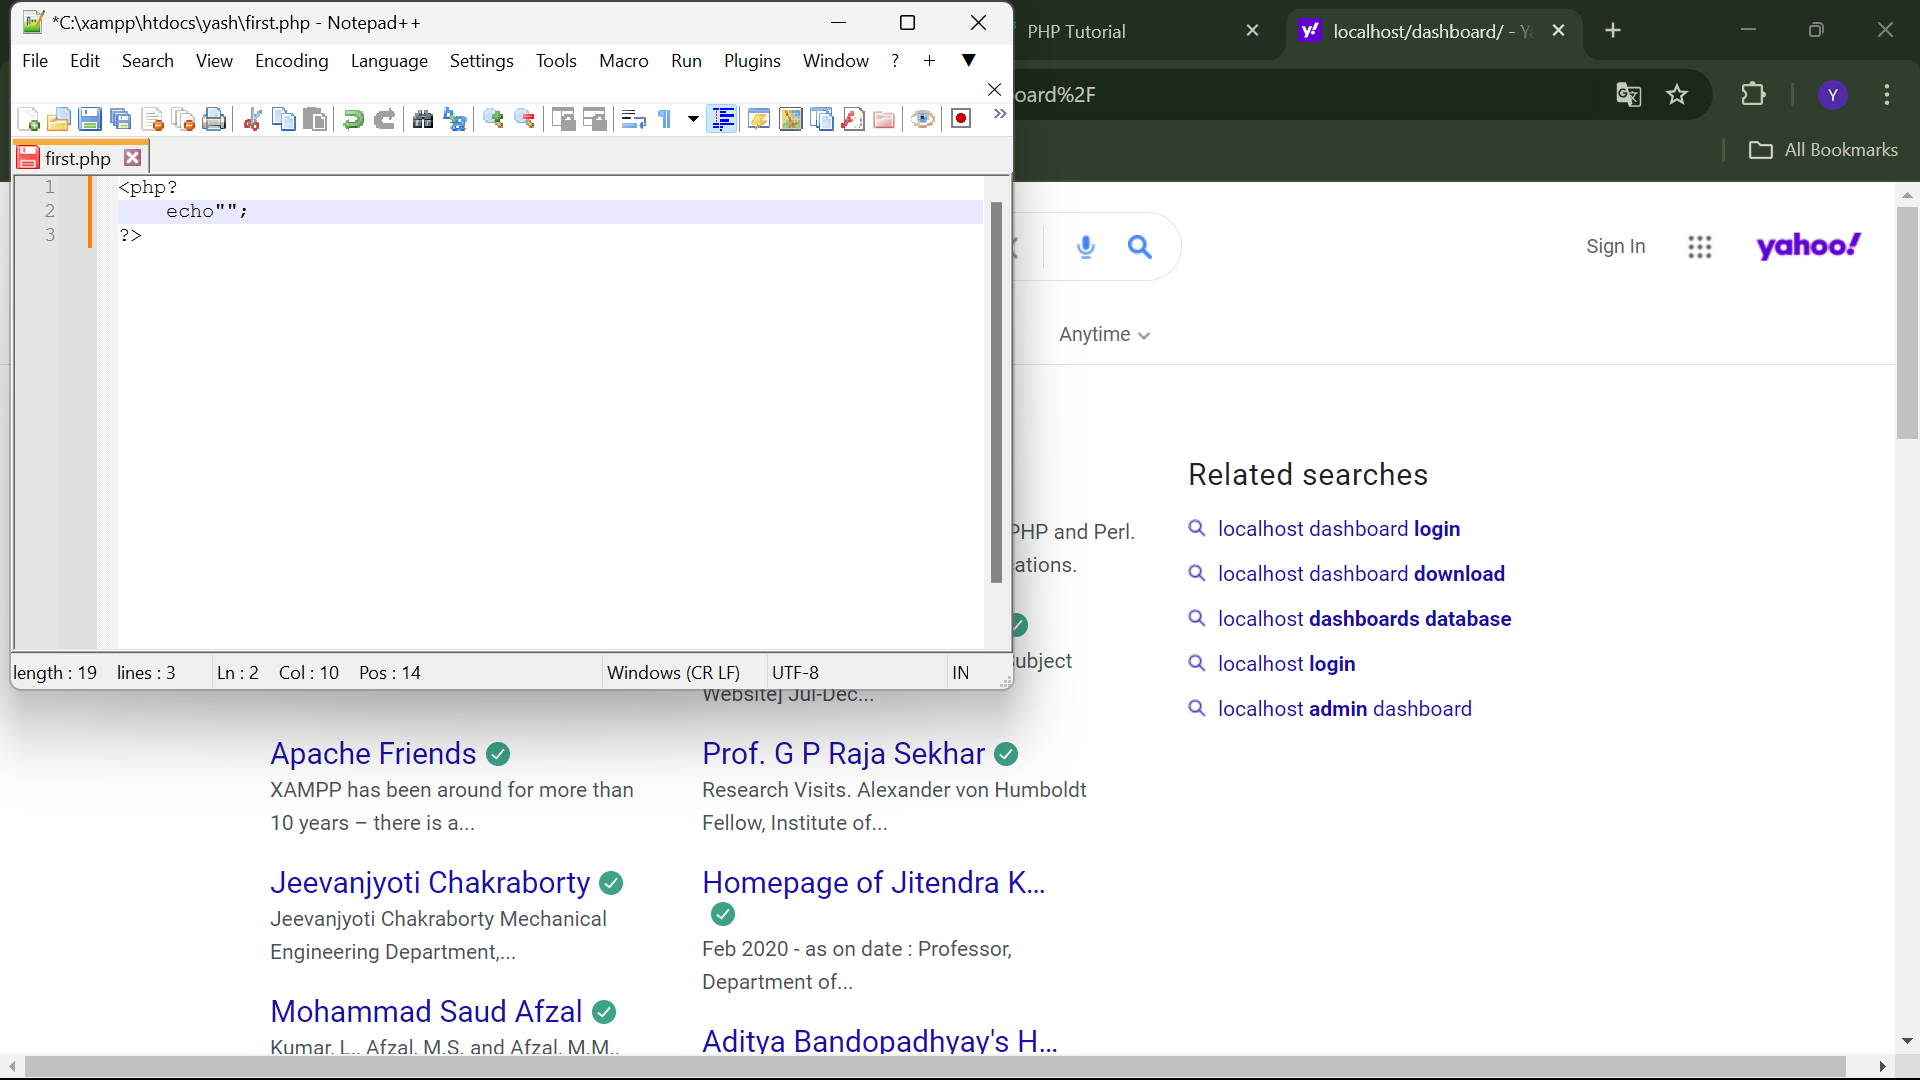 *C:\xampp\htdocs\yash\first.php - Notepad++
PHP Tutorial
localhost/dashboard/ - Y
File Edit Search View Encoding Language Settings Tools Macro Run Plugins Window ? +
oard%2F
Y
All Bookmarks
first.php
1 <php?
2 echo"";
3 ?>
Sign In
yahoo!
Anytime
Related searches
localhost dashboard login
localhost dashboard download
localhost dashboards database
localhost login
localhost admin dashboard
PHP and Perl.
ations.
ubject
length : 19 lines : 3 Ln : 2 Col : 10 Pos : 14 Windows (CR LF) UTF-8 IN
Website] Jul-Dec...
Apache Friends
XAMPP has been around for more than
10 years – there is a...
Prof. G P Raja Sekhar
Research Visits. Alexander von Humboldt
Fellow, Institute of...
Jeevanjyoti Chakraborty
Jeevanjyoti Chakraborty Mechanical
Engineering Department,...
Homepage of Jitendra K...
Feb 2020 - as on date : Professor,
Department of...
Mohammad Saud Afzal
Kumar, L., Afzal, M.S. and Afzal, M.M..
Aditya Bandopadhyay's H...